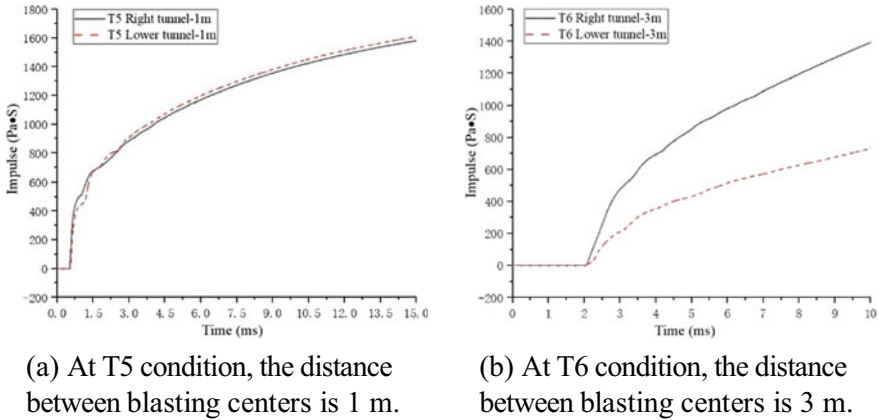 T5 Right tunnel-1m
T5 Lower tunnel-1m
1800
1600
1400
1200
1000
800
600
400
200
0
-200
Impulse (Pa•S)
0.0 1.5 3.0 4.5 6.0 7.5 9.0 10.5 12.0 13.5 15.0
Time (ms)
(a) At T5 condition, the distance
between blasting centers is 1 m.
T6 Right tunnel-3m
T6 Lower tunnel-3m
1600
1400
1200
1000
800
600
400
200
0
-200
Impulse (Pa•S)
0 1 2 3 4 5 6 7 8 9 10
Time (ms)
(b) At T6 condition, the distance
between blasting centers is 3 m.